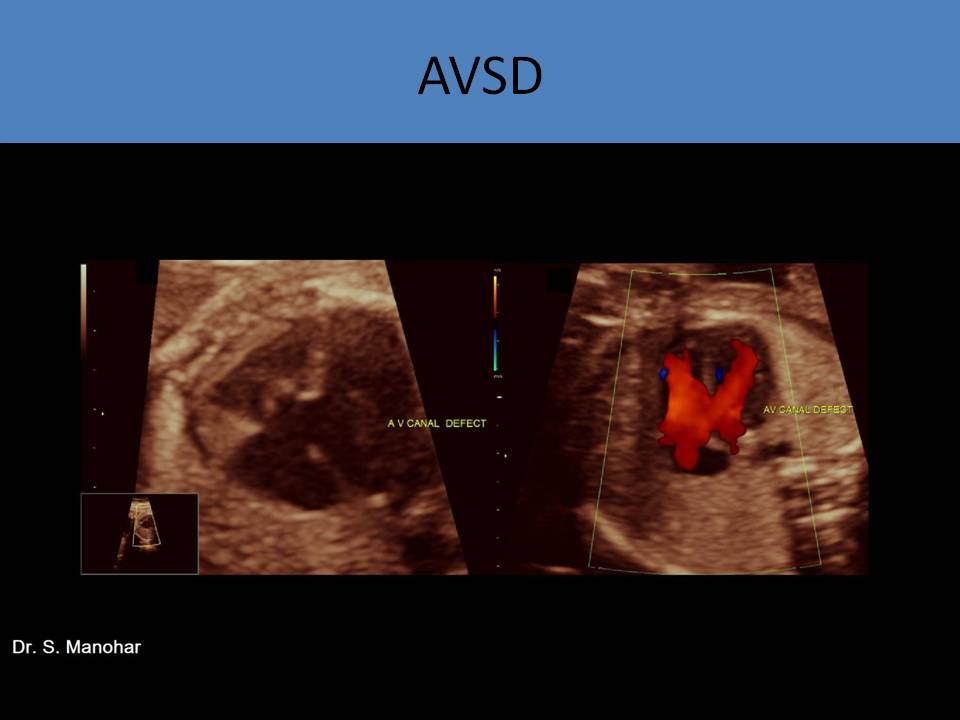 AVSD
A V CANAL DEFECT
AV CANAL DEFECT
Dr. S. Manohar